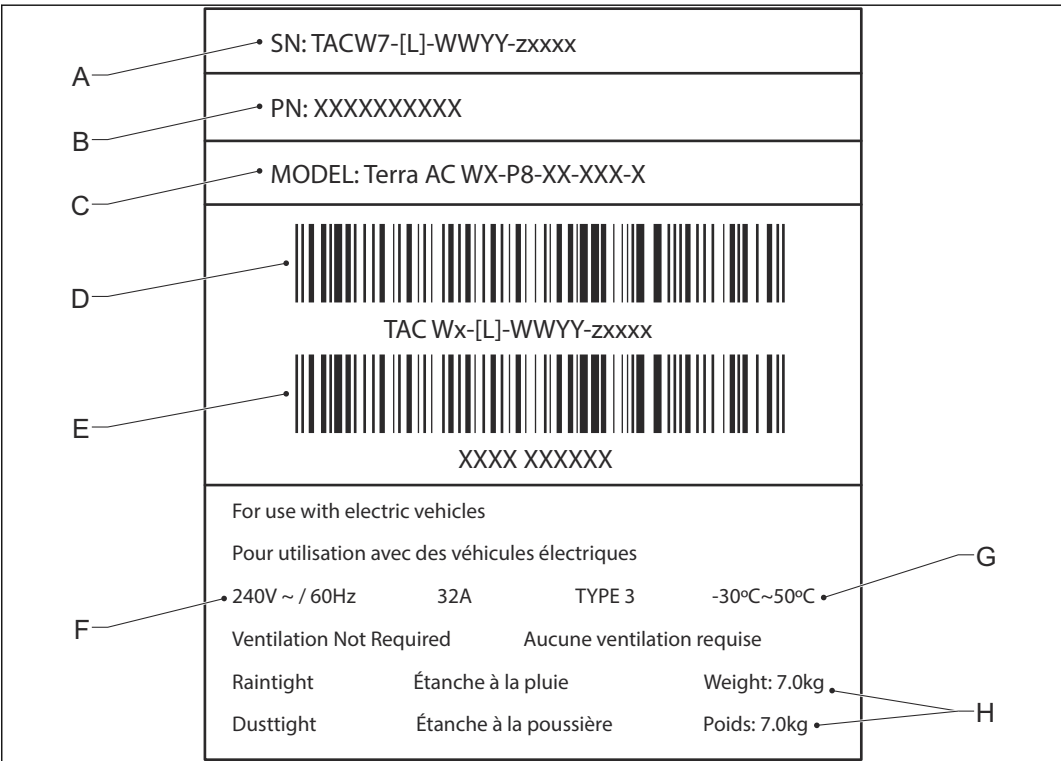 A
SN: TACW7-[L]-WWYY-zxxxx
B
PN: XXXXXXXXXX
C
MODEL: Terra AC WX-P8-XX-XXX-X
D
TAC Wx-[L]-WWYY-zxxxx
E
XXXX XXXXXX
For use with electric vehicles
Pour utilisation avec des véhicules électriques
G
F
240V ~ / 60Hz 32A TYPE 3 -30ºC~50ºC
Ventilation Not Required Aucune ventilation requise
Raintight Étanche à la pluie Weight: 7.0kg
H
Dusttight Étanche à la poussière Poids: 7.0kg